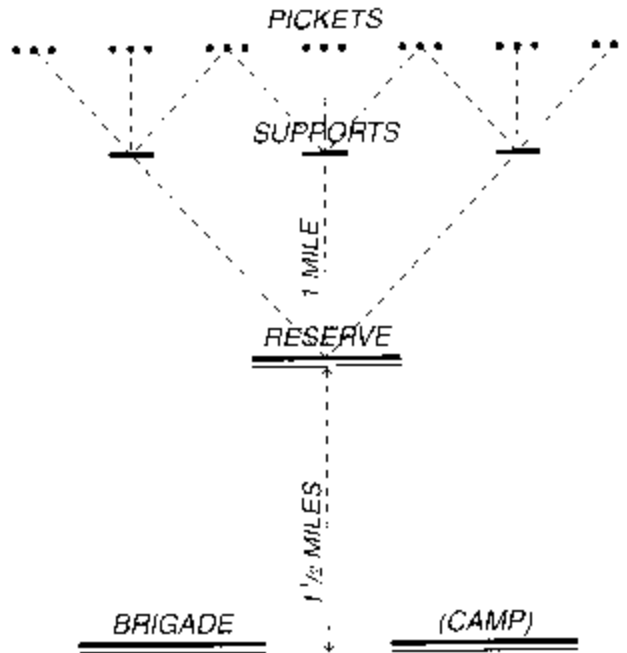 PICKETS
SUPPORTS
1 MILE
RESERVE
1 1/2 MILES
BRIGADE
(CAMP)